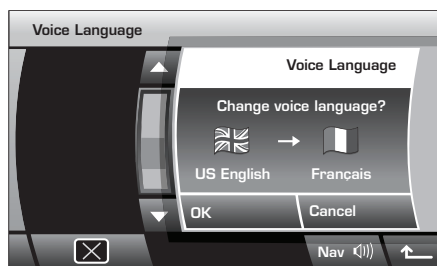 Voice Language
Voice Language
Change voice language?
US English
Français
OK
Cancel
Nav